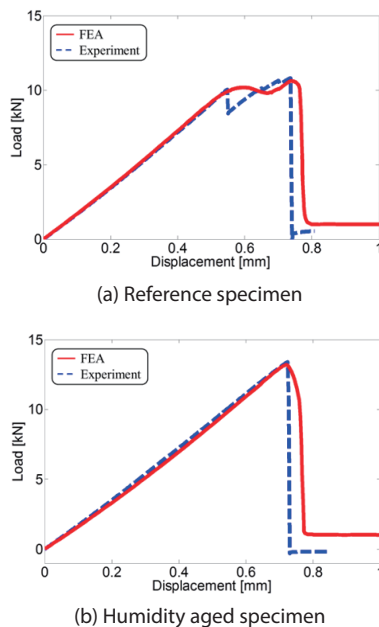 15
FEA
Experiment
10
Load [kN]
5
0
0
0.2
0.4
0.6
0.8
1
Displacement [mm]
(a) Reference specimen
15
FEA
Experiment
10
Load [kN]
5
0
0
0.2
0.4
0.6
0.8
1
Displacement [mm]
(b) Humidity aged specimen